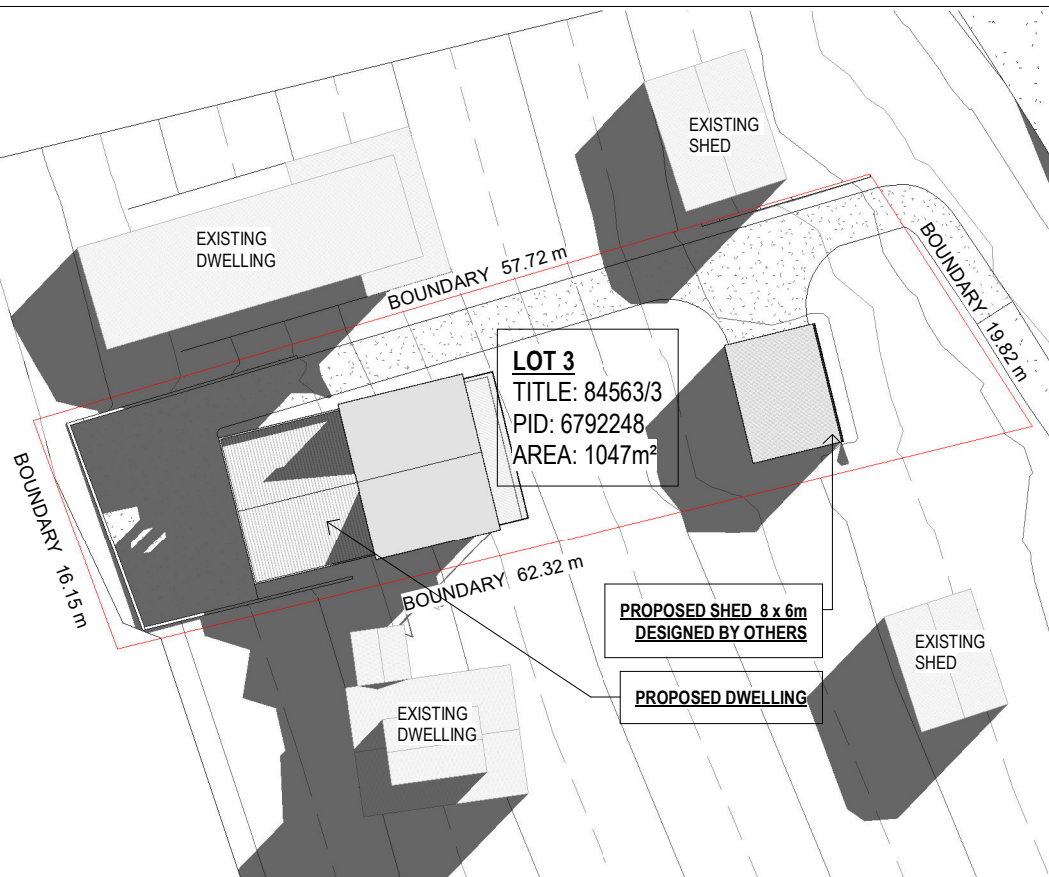 EXISTING
SHED
EXISTING
DWELLING
BOUNDARY 57.72 m
BOUNDARY 19.82 m
LOT 3
TITLE: 84563/3
PID: 6792248
AREA: 1047m²
BOUNDARY 16.15 m
BOUNDARY 62.32 m
PROPOSED SHED 8 x 6m
DESIGNED BY OTHERS
EXISTING
SHED
PROPOSED DWELLING
EXISTING
DWELLING